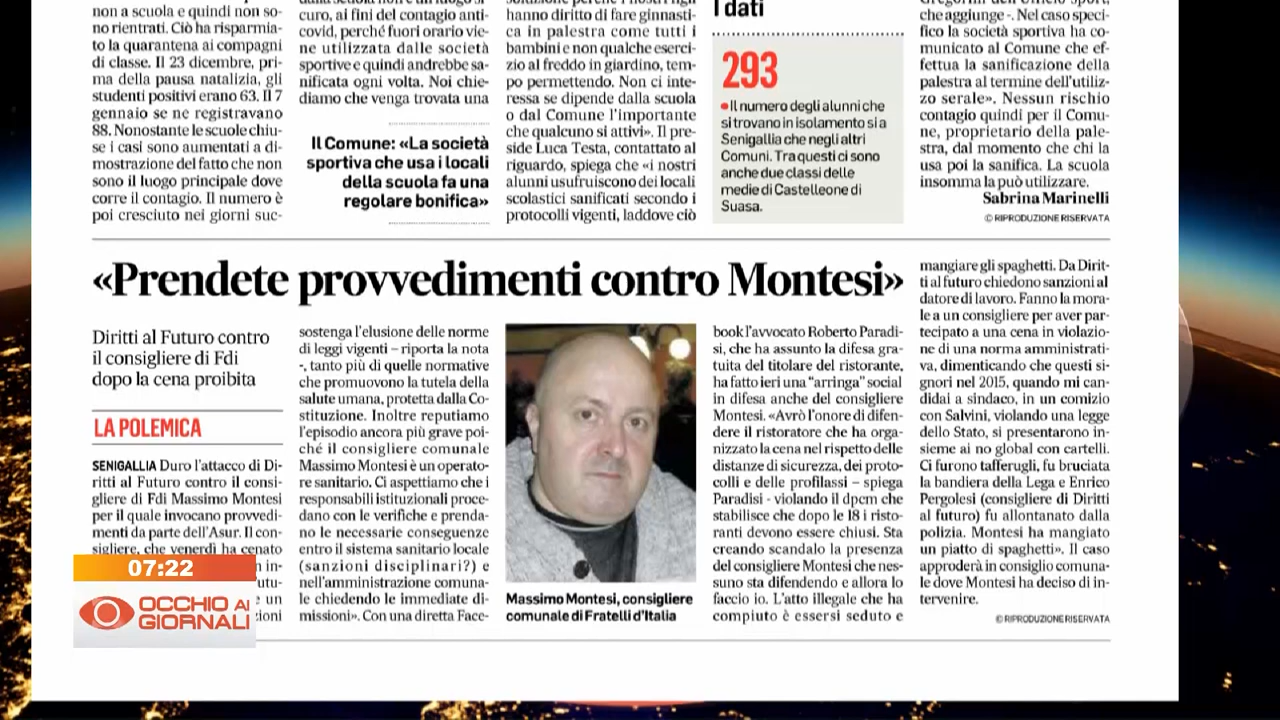 non a scuola e quindi non so-
no rientrati. Ciò ha risparmia-
to la quarantena ai compagni
di classe. Il 23 dicembre, pri-
ma della pausa natalizia, gli
studenti positivi erano 63. Il 7
gennaio se ne registravano
88. Nonostante le scuole chiu-
se i casi sono aumentati a di-
mostrazione del fatto che non
sono il luogo principale dove
corre il contagio. Il numero è
poi cresciuto nei giorni suc-
curo, ai fini del contagio anti-
covid, perché fuori orario vie-
ne utilizzata dalle società
sportive e quindi andrebbe sa-
nificata ogni volta. Noi chie-
diamo che venga trovata una
Il Comune: «La società
sportiva che usa i locali
della scuola fa una
regolare bonifica»
hanno diritto di fare ginnasti-
ca in palestra come tutti i
bambini e non qualche eserci-
zio al freddo in giardino, tem-
po permettendo. Non ci inte-
ressa se dipende dalla scuola
o dal Comune l'importante
che qualcuno si attivi». Il pre-
side Luca Testa, contattato al
riguardo, spiega che «i nostri
alunni usufruiscono dei locali
scolastici sanificati secondo i
protocolli vigenti, laddove ciò
I dati
293
• Il numero degli alunni che
si trovano in isolamento si a
Senigallia che negli altri
Comuni. Tra questi ci sono
anche due classi delle
medie di Castelleone di
Suasa.
che aggiunge -. Nel caso speci-
fico la società sportiva ha co-
municato al Comune che ef-
fettua la sanificazione della
palestra al termine dell'utiliz-
zo serale». Nessun rischio
contagio quindi per il Comu-
ne, proprietario della pale-
stra, dal momento che chi la
usa poi la sanifica. La scuola
insomma la può utilizzare.
Sabrina Marinelli
© RIPRODUZIONE RISERVATA
«Prendete provvedimenti contro Montesi»
Diritti al Futuro contro
il consigliere di Fdi
dopo la cena proibita
LA POLEMICA
SENIGALLIA Duro l'attacco di Di-
ritti al Futuro contro il consi-
gliere di Fdi Massimo Montesi
per il quale invocano provvedi-
menti da parte dell'Asur. Il con-
sigliere, che venerdì ha cenato
n in-
utu-
e un
zioni
sostenga l'elusione delle norme
di leggi vigenti – riporta la nota
-, tanto più di quelle normative
che promuovono la tutela della
salute umana, protetta dalla Co-
stituzione. Inoltre reputiamo
l'episodio ancora più grave poi-
ché il consigliere comunale
Massimo Montesi è un operato-
re sanitario. Ci aspettiamo che i
responsabili istituzionali proce-
dano con le verifiche e prenda-
no le necessarie conseguenze
entro il sistema sanitario locale
(sanzioni disciplinari?) e
nell'amministrazione comuna-
le chiedendo le immediate di-
missioni». Con una diretta Face-
Massimo Montesi, consigliere
comunale di Fratelli d'Italia
book l'avvocato Roberto Paradi-
si, che ha assunto la difesa gra-
tuita del titolare del ristorante,
ha fatto ieri una "arringa" social
in difesa anche del consigliere
Montesi. «Avrò l'onore di difen-
dere il ristoratore che ha orga-
nizzato la cena nel rispetto delle
distanze di sicurezza, dei proto-
colli e delle profilassi – spiega
Paradisi - violando il dpcm che
stabilisce che dopo le 18 i risto-
ranti devono essere chiusi. Sta
creando scandalo la presenza
del consigliere Montesi che nes-
suno sta difendendo e allora lo
faccio io. L'atto illegale che ha
compiuto è essersi seduto e
mangiare gli spaghetti. Da Dirit-
ti al futuro chiedono sanzioni al
datore di lavoro. Fanno la mora-
le a un consigliere per aver par-
tecipato a una cena in violazio-
ne di una norma amministrati-
va, dimenticando che questi si-
gnori nel 2015, quando mi can-
didai a sindaco, in un comizio
con Salvini, violando una legge
dello Stato, si presentarono in-
sieme ai no global con cartelli.
Ci furono tafferugli, fu bruciata
la bandiera della Lega e Enrico
Pergolesi (consigliere di Diritti
al futuro) fu allontanato dalla
polizia. Montesi ha mangiato
un piatto di spaghetti». Il caso
approderà in consiglio comuna-
le dove Montesi ha deciso di in-
tervenire.
© RIPRODUZIONE RISERVATA
07:22
OCCHIO AI
GIORNALI